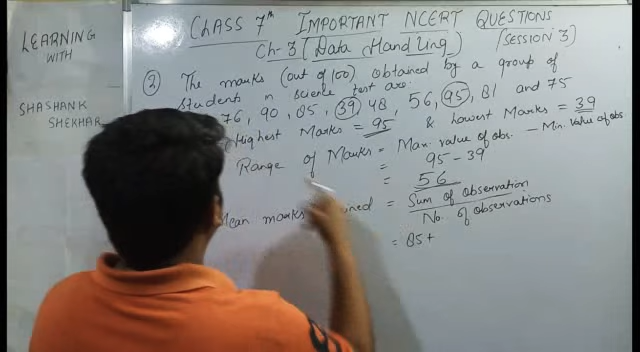 LEARNING
WITH
SHASHANK
SHEKHAR
CLASS 7th IMPORTANT NCERT QUESTIONS
Ch-3 (Data Handling)
(SESSION 3)
② The marks (out of 100) obtained by a group of
students in science test are:
76, 90, 85, 39, 48, 56, 95, 81 and 75
Highest Marks = 95 & Lowest Marks = 39
Range of Marks = Max. value of obs. - Min. value of obs.
= 95 - 39
= 56
Mean marks = Sum of observation
No. of observations
= 85 +